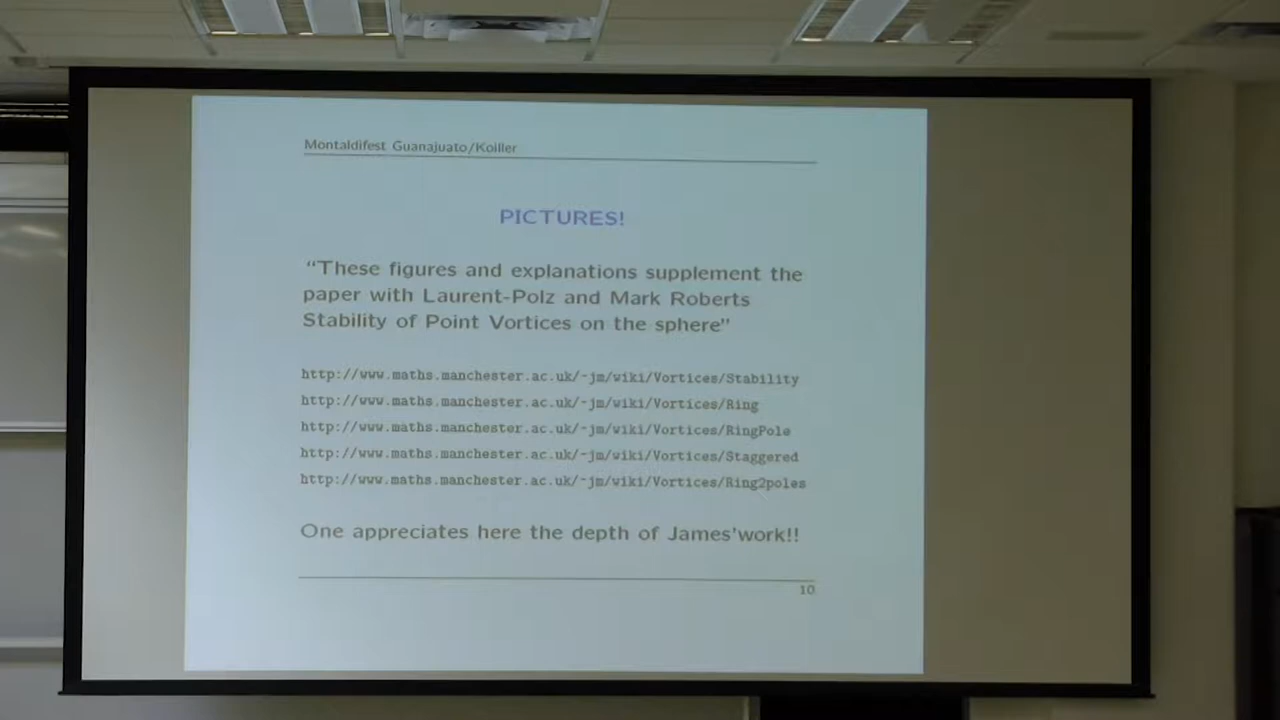 Montaldifest Guanajuato/Koiller
PICTURES!
“These figures and explanations supplement the
paper with Laurent-Polz and Mark Roberts
Stability of Point Vortices on the sphere”
http://www.maths.manchester.ac.uk/~jm/wiki/Vortices/Stability
http://www.maths.manchester.ac.uk/~jm/wiki/Vortices/Ring
http://www.maths.manchester.ac.uk/~jm/wiki/Vortices/RingPole
http://www.maths.manchester.ac.uk/~jm/wiki/Vortices/Staggered
http://www.maths.manchester.ac.uk/~jm/wiki/Vortices/Ring2poles
One appreciates here the depth of James'work!!
10